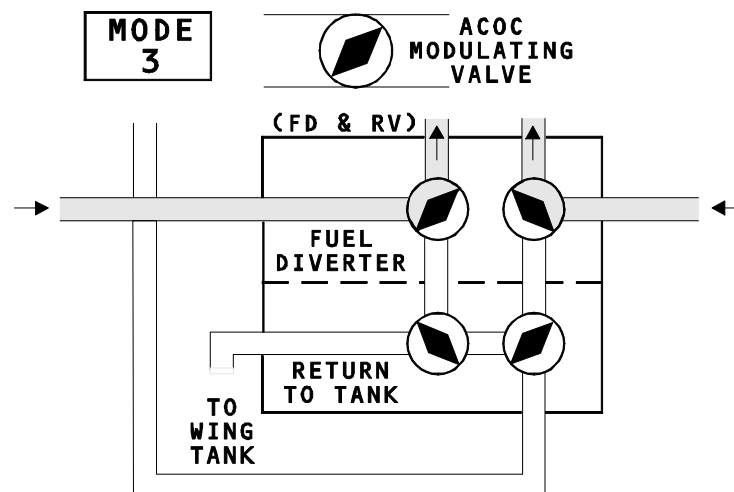 MODE
3
ACOC
MODULATING
VALVE
(FD & RV)
FUEL
DIVERTER
RETURN
TO TANK
TO
WING
TANK